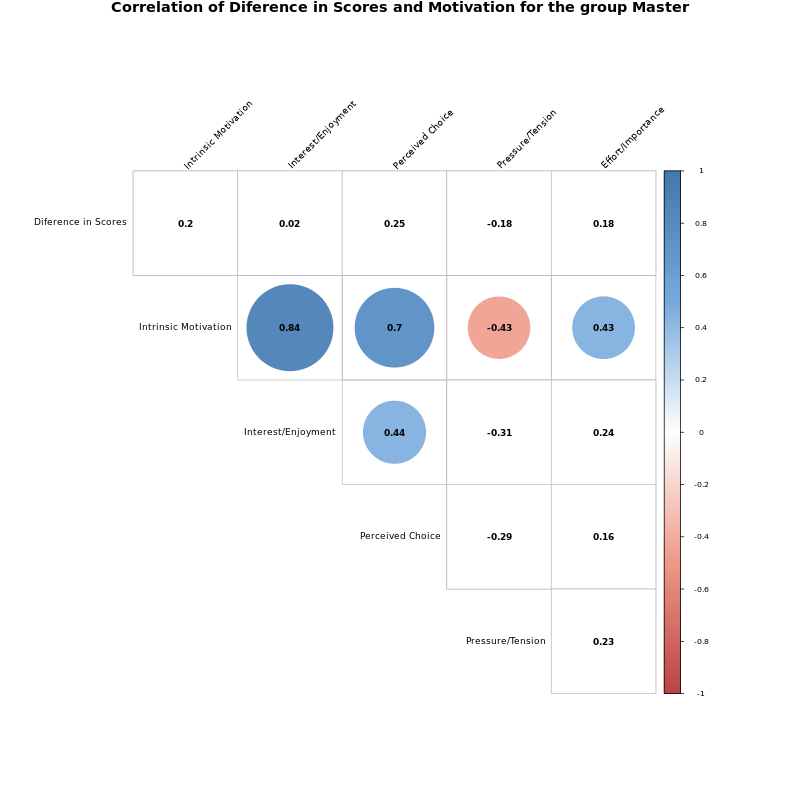 Correlation of Diference in Scores and Motivation for the group Master
Intrinsic Motivation
Interest/Enjoyment
Perceived Choice
Pressure/Tension
Effort/Importance
Diference in Scores
0.2
0.02
0.25
-0.18
0.18
Intrinsic Motivation
0.84
0.7
-0.43
0.43
Interest/Enjoyment
0.44
-0.31
0.24
Perceived Choice
-0.29
0.16
Pressure/Tension
0.23
1
0.8
0.6
0.4
0.2
0
-0.2
-0.4
-0.6
-0.8
-1